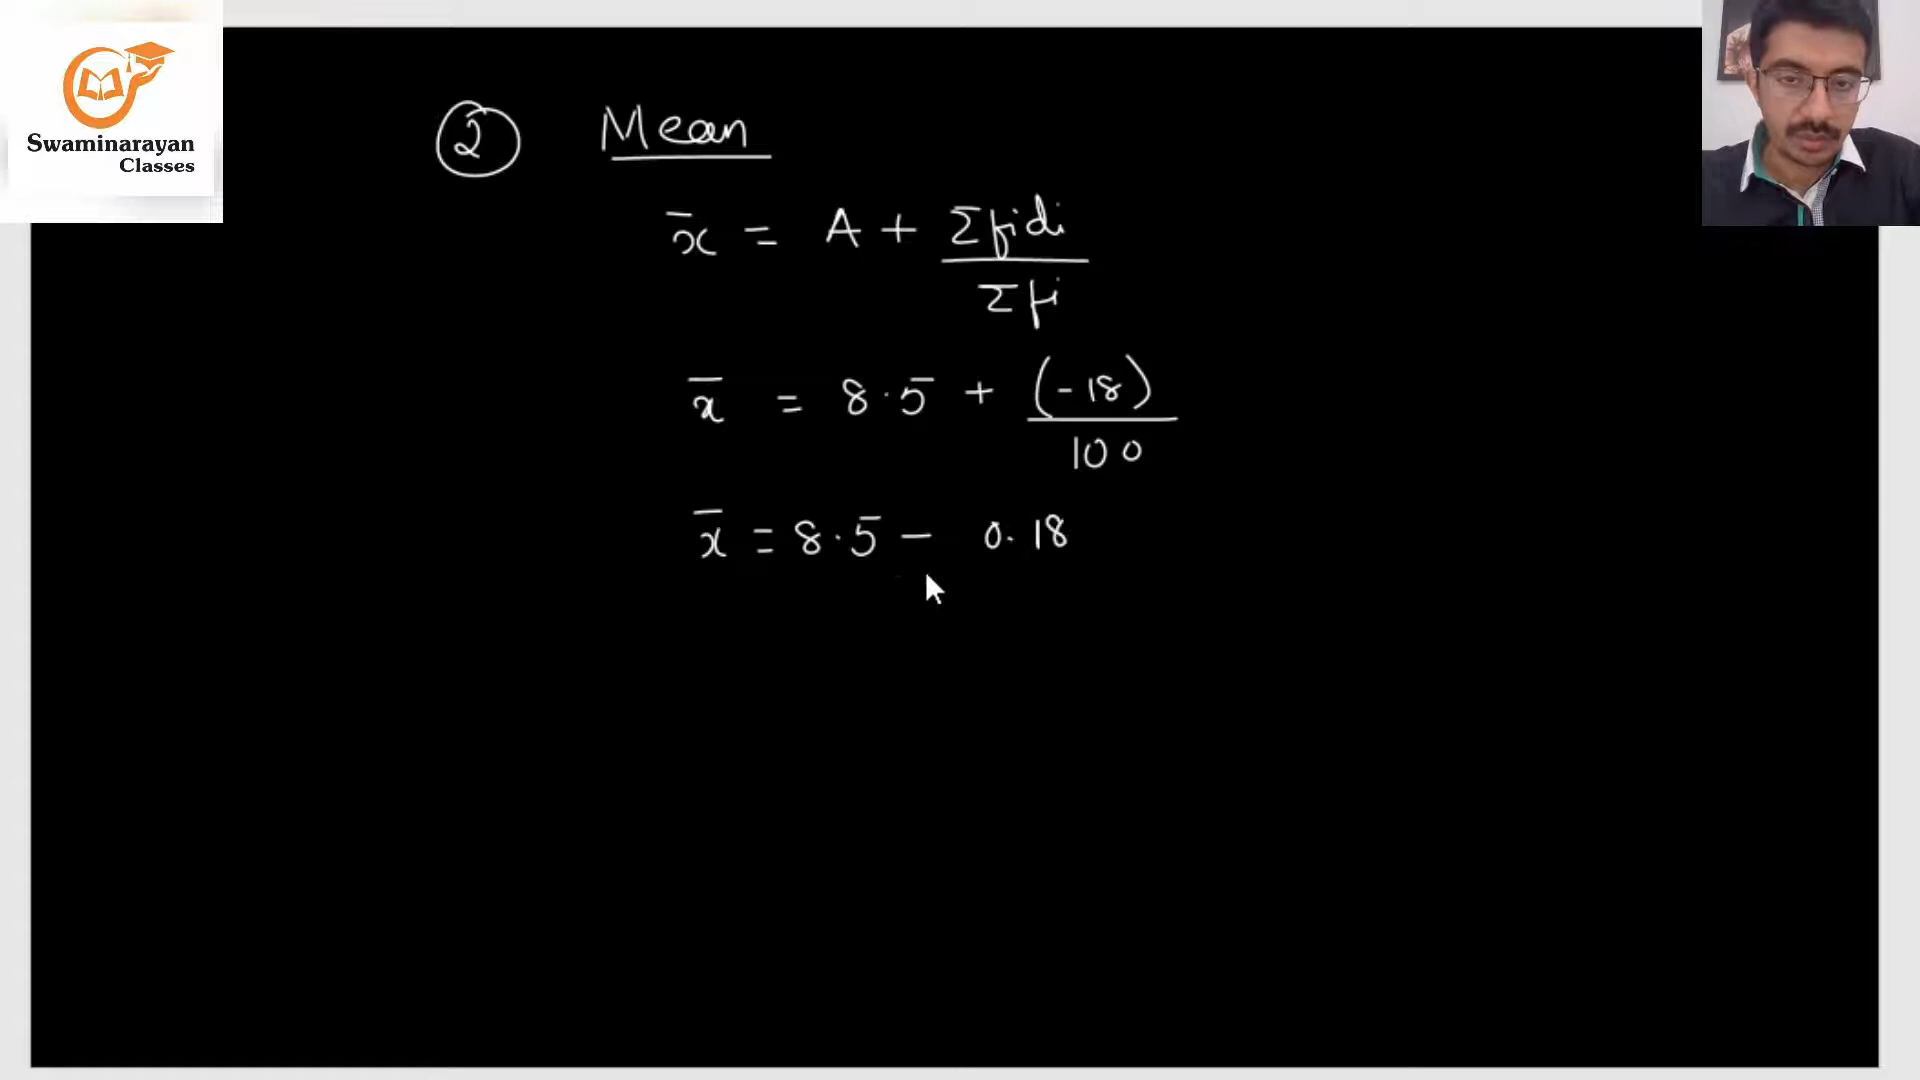 Swaminarayan
Classes
② Mean
x̄ = A + Σfidi / Σfi
x̄ = 8.5 + (-18) / 100
x̄ = 8.5 - 0.18